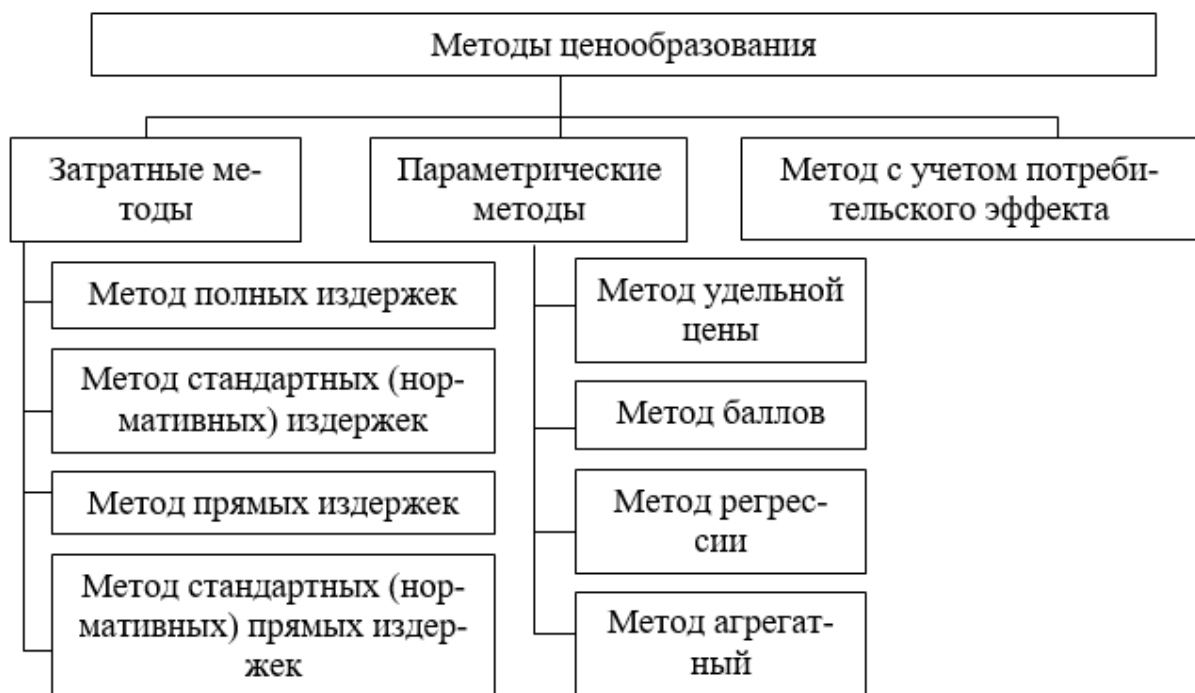 Методы ценообразования
Затратные ме-
тоды
Параметрические
методы
Метод с учетом потреби-
тельского эффекта
Метод полных издержек
Метод стандартных (нор-
мативных) издержек
Метод прямых издержек
Метод стандартных (нор-
мативных) прямых издер-
жек
Метод удельной
цены
Метод баллов
Метод регрес-
сии
Метод агрегат-
ный